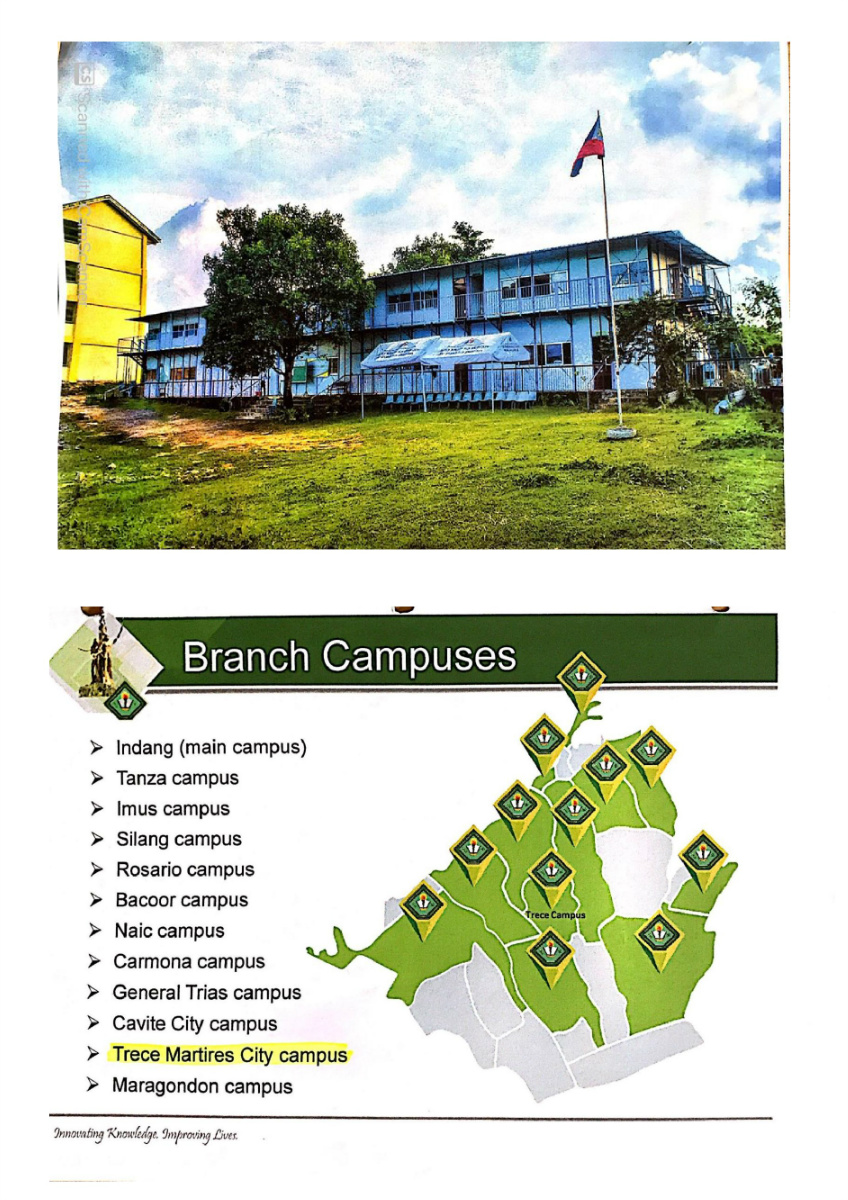 CS Scanned with CamScanner
Branch Campuses
➤ Indang (main campus)
➤ Tanza campus
➤ Imus campus
➤ Silang campus
➤ Rosario campus
➤ Bacoor campus
➤ Naic campus
➤ Carmona campus
➤ General Trias campus
➤ Cavite City campus
➤ Trece Martires City campus
➤ Maragondon campus
Trece Campus
Innovating Knowledge. Improving Lives.